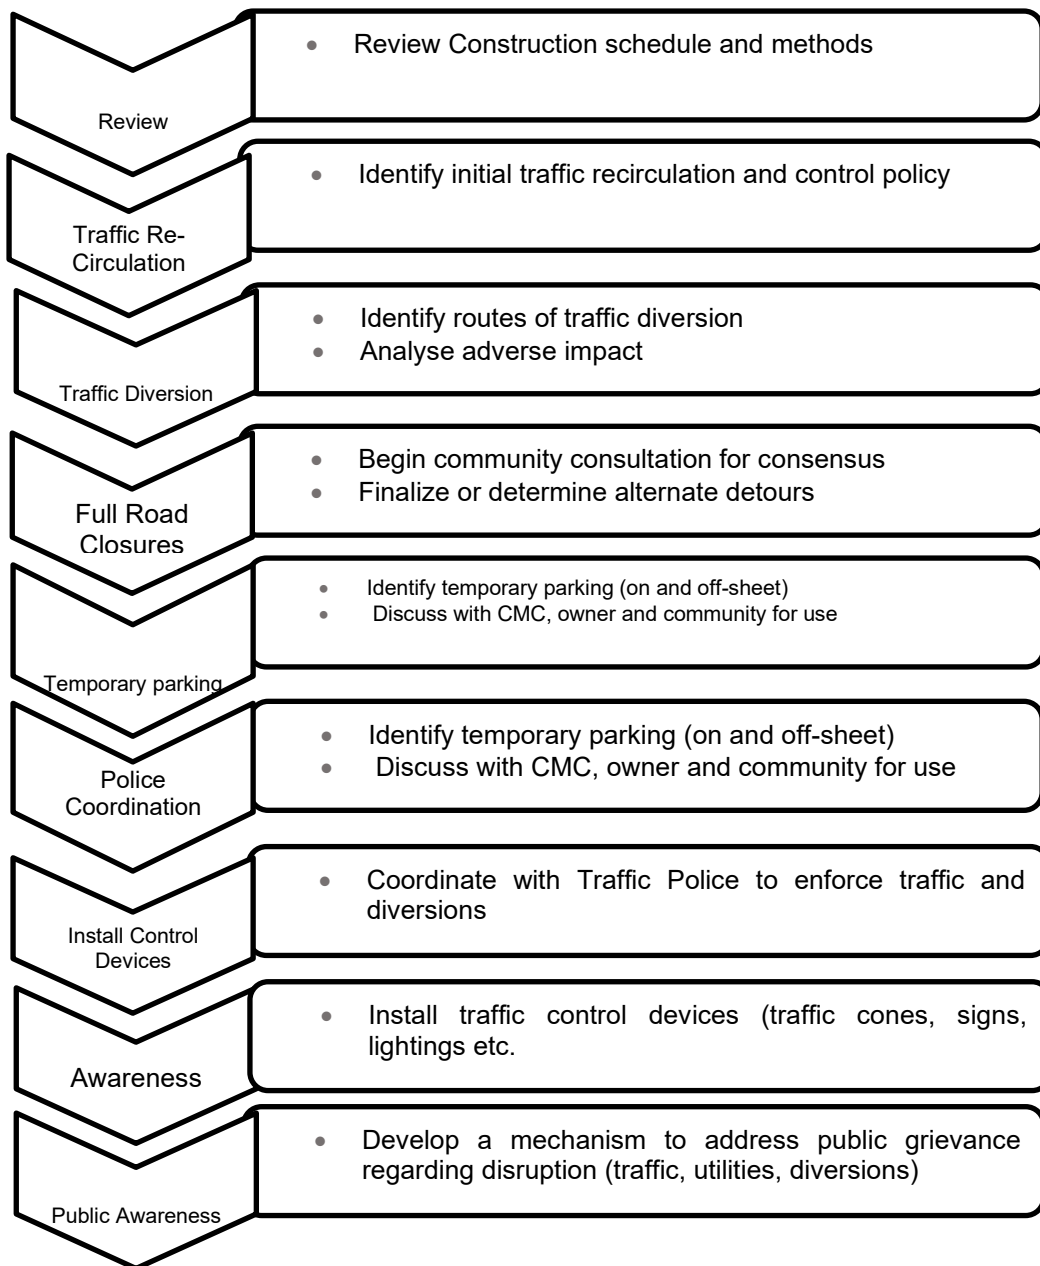 Review
• Review Construction schedule and methods
Traffic Re-
Circulation
• Identify initial traffic recirculation and control policy
Traffic Diversion
• Identify routes of traffic diversion
• Analyse adverse impact
Full Road
Closures
• Begin community consultation for consensus
• Finalize or determine alternate detours
Temporary parking
• Identify temporary parking (on and off-sheet)
• Discuss with CMC, owner and community for use
Police
Coordination
• Identify temporary parking (on and off-sheet)
• Discuss with CMC, owner and community for use
Install Control
Devices
• Coordinate with Traffic Police to enforce traffic and
diversions
Awareness
• Install traffic control devices (traffic cones, signs,
lightings etc.
Public Awareness
• Develop a mechanism to address public grievance
regarding disruption (traffic, utilities, diversions)